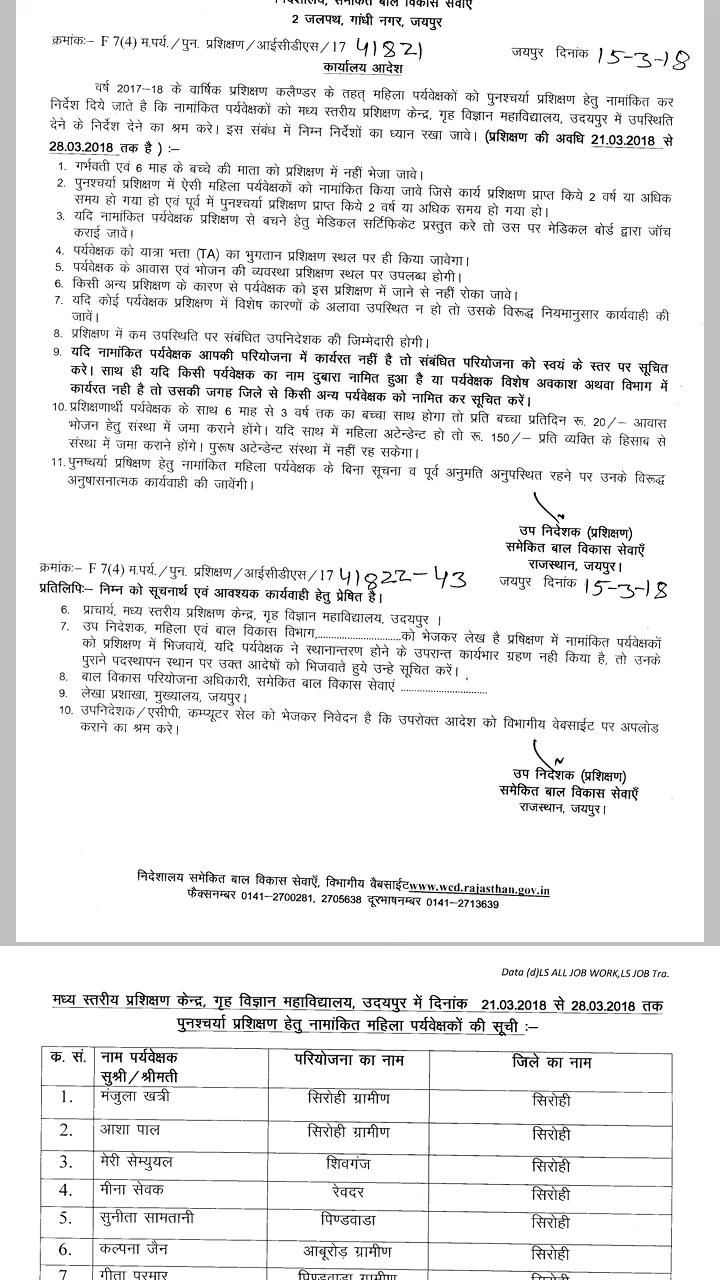 निदेशालय, समेकित बाल विकास सेवाएँ
2 जलपथ, गांधी नगर, जयपुर
क्रमांकः– F 7(4) म.पर्य./पुन. प्रशिक्षण/आईसीडीएस/17 41821 जयपुर दिनांक 15-3-18
कार्यालय आदेश
वर्ष 2017–18 के वार्षिक प्रशिक्षण कलैण्डर के तहत् महिला पर्यवेक्षकों को पुनश्चर्या प्रशिक्षण हेतु नामांकित कर
निर्देश दिये जाते है कि नामांकित पर्यवेक्षकों को मध्य स्तरीय प्रशिक्षण केन्द्र, गृह विज्ञान महाविद्यालय, उदयपुर में उपस्थिति
देने के निर्देश देने का श्रम करे। इस संबंध में निम्न निर्देशों का ध्यान रखा जावे। (प्रशिक्षण की अवधि 21.03.2018 से
28.03.2018 तक है ) :–
1. गर्भवती एवं 6 माह के बच्चे की माता को प्रशिक्षण में नहीं भेजा जावे।
2. पुनश्चर्या प्रशिक्षण में ऐसी महिला पर्यवेक्षकों को नामांकित किया जावे जिसे कार्य प्रशिक्षण प्राप्त किये 2 वर्ष या अधिक
समय हो गया हो एवं पूर्व में पुनश्चर्या प्रशिक्षण प्राप्त किये 2 वर्ष या अधिक समय हो गया हो।
3. यदि नामांकित पर्यवेक्षक प्रशिक्षण से बचने हेतु मेडिकल सर्टिफिकेट प्रस्तुत करे तो उस पर मेडिकल बोर्ड द्वारा जॉच
कराई जावें।
4. पर्यवेक्षक को यात्रा भत्ता (TA) का भुगतान प्रशिक्षण स्थल पर ही किया जावेगा।
5. पर्यवेक्षक के आवास एवं भोजन की व्यवस्था प्रशिक्षण स्थल पर उपलब्ध होगी।
6. किसी अन्य प्रशिक्षण के कारण से पर्यवेक्षक को इस प्रशिक्षण में जाने से नहीं रोका जावे।
7. यदि कोई पर्यवेक्षक प्रशिक्षण में विशेष कारणों के अलावा उपस्थित न हो तो उसके विरूद्ध नियमानुसार कार्यवाही की
जावें।
8. प्रशिक्षण में कम उपस्थिति पर संबंधित उपनिदेशक की जिम्मेदारी होगी।
9. यदि नामांकित पर्यवेक्षक आपकी परियोजना में कार्यरत नहीं है तो संबंधित परियोजना को स्वयं के स्तर पर सूचित
करे। साथ ही यदि किसी पर्यवेक्षक का नाम दुबारा नामित हुआ है या पर्यवेक्षक विशेष अवकाश अथवा विभाग में
कार्यरत नही है तो उसकी जगह जिले से किसी अन्य पर्यवेक्षक को नामित कर सूचित करें।
10. प्रशिक्षणार्थी पर्यवेक्षक के साथ 6 माह से 3 वर्ष तक का बच्चा साथ होगा तो प्रति बच्चा प्रतिदिन रू. 20/– आवास
भोजन हेतु संस्था में जमा कराने होंगे। यदि साथ में महिला अटेन्डेन्ट हो तो रू. 150/– प्रति व्यक्ति के हिसाब से
संस्था में जमा कराने होंगे। पुरूष अटेन्डेन्ट संस्था में नहीं रह सकेगा।
11. पुनष्चर्या प्रषिक्षण हेतु नामांकित महिला पर्यवेक्षक के बिना सूचना व पूर्व अनुमति अनुपस्थित रहने पर उनके विरूद्ध
अनुषासनात्मक कार्यवाही की जावेंगी।
उप निदेशक (प्रशिक्षण)
समेकित बाल विकास सेवाएँ
राजस्थान, जयपुर।
क्रमांकः– F 7(4) म.पर्य./पुन. प्रशिक्षण/आईसीडीएस/17 41822-43 जयपुर दिनांक 15-3-18
प्रतिलिपिः– निम्न को सूचनार्थ एवं आवश्यक कार्यवाही हेतु प्रेषित है।
6. प्राचार्य, मध्य स्तरीय प्रशिक्षण केन्द्र, गृह विज्ञान महाविद्यालय, उदयपुर ।
7. उप निदेशक, महिला एवं बाल विकास विभाग,..............................को भेजकर लेख है प्रषिक्षण में नामांकित पर्यवेक्षकों
को प्रशिक्षण में भिजवायें, यदि पर्यवेक्षक ने स्थानान्तरण होने के उपरान्त कार्यभार ग्रहण नही किया है, तो उनके
पुराने पदस्थापन स्थान पर उक्त आदेषों को भिजवाते हुये उन्हे सूचित करें।
8. बाल विकास परियोजना अधिकारी, समेकित बाल विकास सेवाएं ..............................
9. लेखा प्रशाखा, मुख्यालय, जयपुर।
10. उपनिदेशक/एसीपी, कम्प्यूटर सेल को भेजकर निवेदन है कि उपरोक्त आदेश को विभागीय वेबसाईट पर अपलोड
कराने का श्रम करे।
उप निदेशक (प्रशिक्षण)
समेकित बाल विकास सेवाएँ
राजस्थान, जयपुर।
निदेशालय समेकित बाल विकास सेवाएँ, विभागीय वैबसाईटwww.wcd.rajasthan.gov.in
फैक्सनम्बर 0141–2700281, 2705638 दूरभाषनम्बर 0141–2713639
Data (d)LS ALL JOB WORK,LS JOB Tra.
मध्य स्तरीय प्रशिक्षण केन्द्र, गृह विज्ञान महाविद्यालय, उदयपुर में दिनांक 21.03.2018 से 28.03.2018 तक
पुनश्चर्या प्रशिक्षण हेतु नामांकित महिला पर्यवेक्षकों की सूची :–
क. सं. नाम पर्यवेक्षक सुश्री/श्रीमती परियोजना का नाम जिले का नाम
1. मंजुला खत्री सिरोही ग्रामीण सिरोही
2. आशा पाल सिरोही ग्रामीण सिरोही
3. मेरी सेम्युयल शिवगंज सिरोही
4. मीना सेवक रेवदर सिरोही
5. सुनीता सामतानी पिण्डवाडा सिरोही
6. कल्पना जैन आबूरोड़ ग्रामीण सिरोही
7. गीता परमार पिण्डवाडा ग्रामीण सिरोही